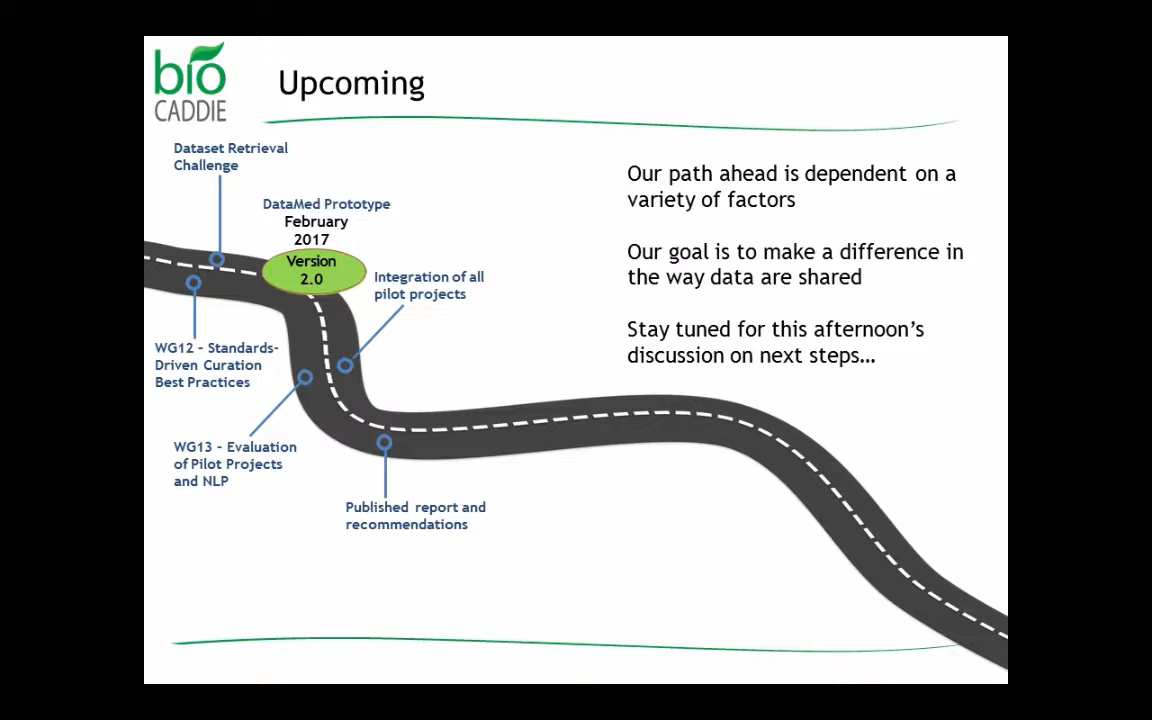 bio
CADDIE
Upcoming
Dataset Retrieval
Challenge
DataMed Prototype
February
2017
Version
2.0
Integration of all
pilot projects
WG12 – Standards-
Driven Curation
Best Practices
WG13 – Evaluation
of Pilot Projects
and NLP
Published report and
recommendations
Our path ahead is dependent on a
variety of factors
Our goal is to make a difference in
the way data are shared
Stay tuned for this afternoon’s
discussion on next steps…